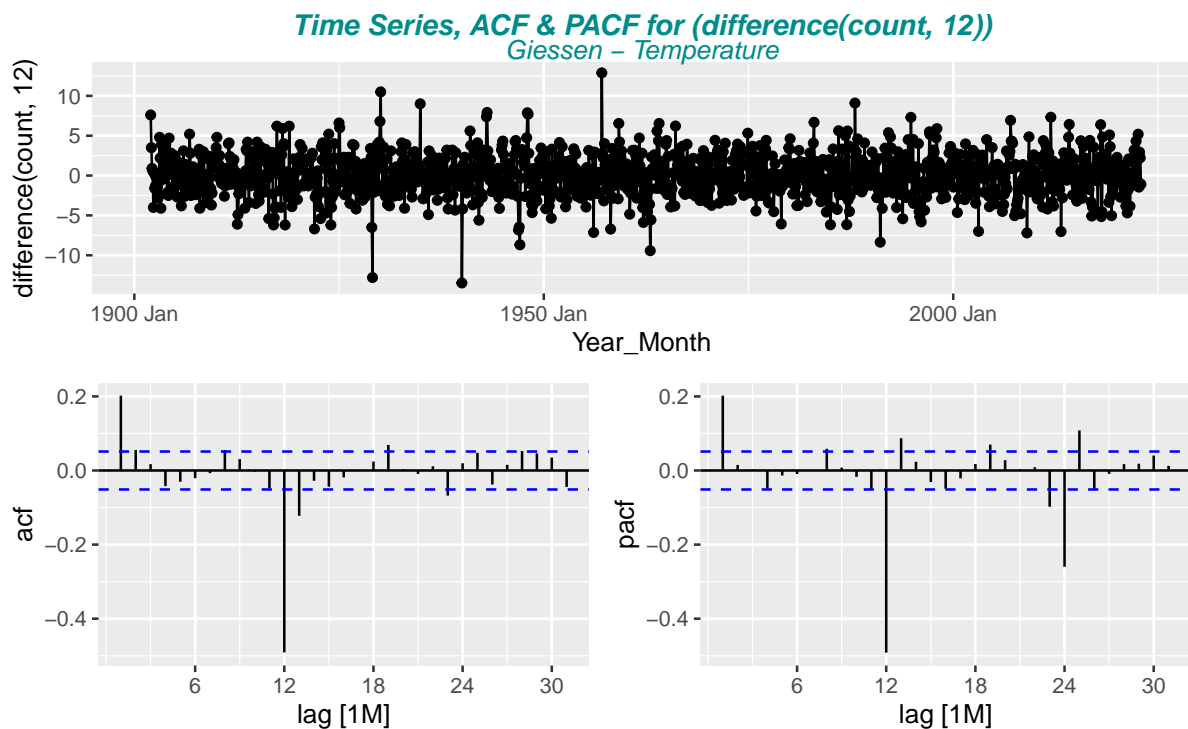 Time Series, ACF & PACF for (difference(count, 12))
Giessen − Temperature
difference(count, 12)
10
5
0
−5
−10
1900 Jan
1950 Jan
2000 Jan
Year_Month
acf
0.2
0.0
−0.2
−0.4
6
12
18
24
30
lag [1M]
pacf
0.2
0.0
−0.2
−0.4
6
12
18
24
30
lag [1M]